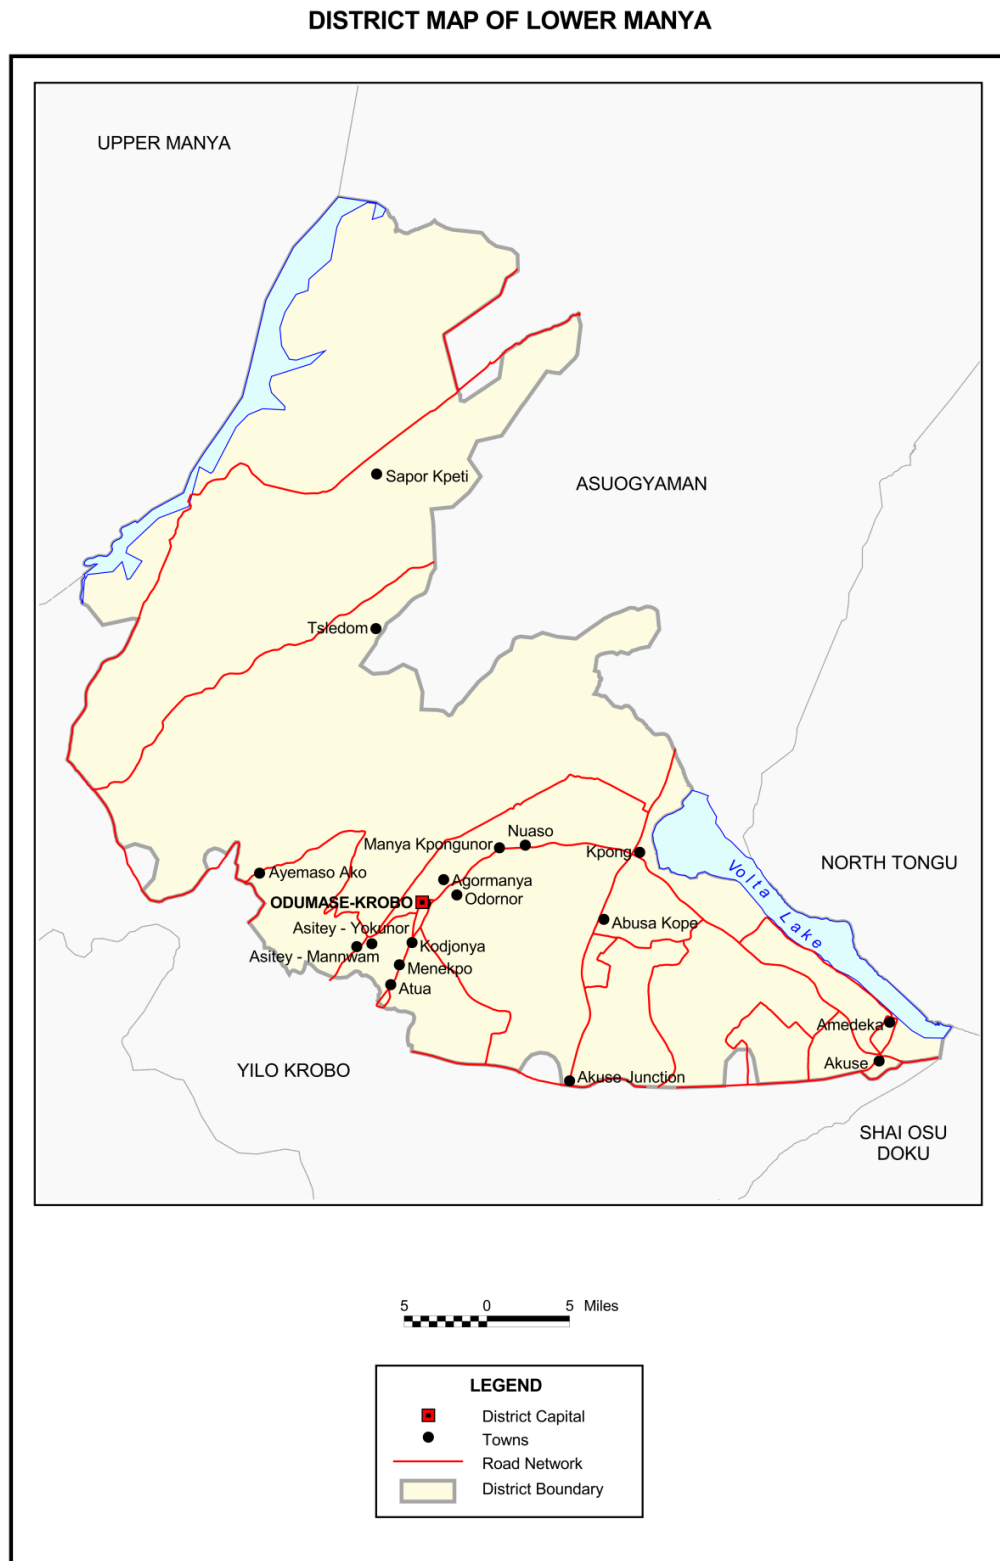 DISTRICT MAP OF LOWER MANYA
UPPER MANYA
Sapor Kpeti
ASUOGYAMAN
Tsledom
Nuaso
Manya Kpongunor
Kpong
Volta Lake
NORTH TONGU
Ayemaso Ako
Agormanya
ODUMASE-KROBO
Odornor
Abusa Kope
Asitey - Yokunor
Kodjonya
Asitey - Mannwam
Menekpo
Atua
Amedeka
Akuse
YILO KROBO
Akuse Junction
SHAI OSU
DOKU
5 0 5 Miles
LEGEND
District Capital
Towns
Road Network
District Boundary